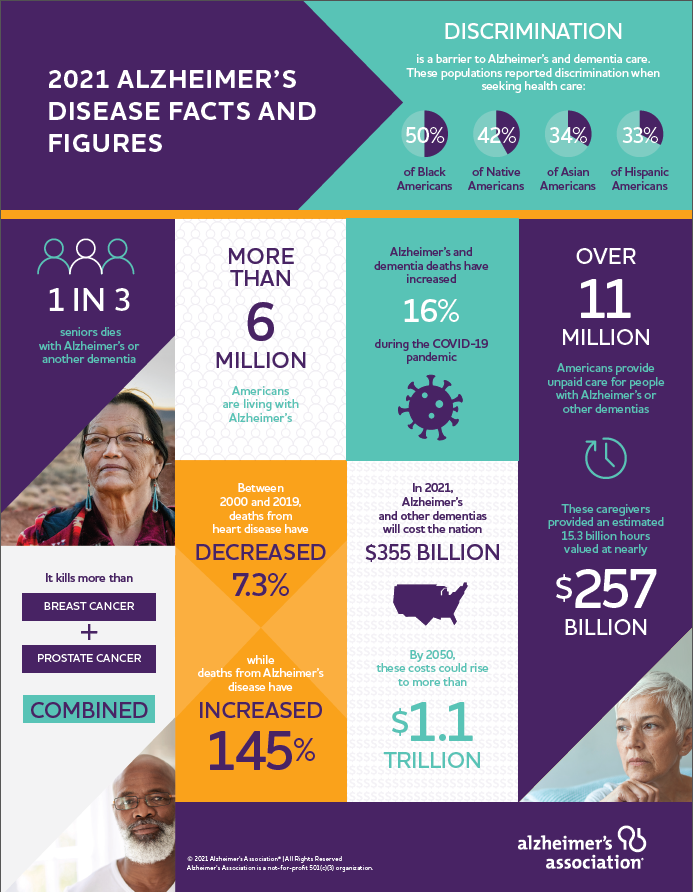 2021 ALZHEIMER'S
DISEASE FACTS AND
FIGURES
DISCRIMINATION
is a barrier to Alzheimer's and dementia care.
These populations reported discrimination when
seeking health care:
50%
of Black
Americans
42%
of Native
Americans
34%
of Asian
Americans
33%
of Hispanic
Americans
1 IN 3
seniors dies
with Alzheimer's or
another dementia
MORE
THAN
6
MILLION
Americans
are living with
Alzheimer's
Alzheimer's and
dementia deaths have
increased
16%
during the COVID-19
pandemic
OVER
11
MILLION
Americans provide
unpaid care for people
with Alzheimer's or
other dementias
These caregivers
provided an estimated
15.3 billion hours
valued at nearly
$257
BILLION
It kills more than
BREAST CANCER
+
PROSTATE CANCER
COMBINED
Between
2000 and 2019,
deaths from
heart disease have
DECREASED
7.3%
while
deaths from Alzheimer's
disease have
INCREASED
145%
In 2021,
Alzheimer's
and other dementias
will cost the nation
$355 BILLION
By 2050,
these costs could rise
to more than
$1.1
TRILLION
© 2021 Alzheimer's Association® | All Rights Reserved
Alzheimer's Association is a not-for-profit 501(c)(3) organization.
alzheimer's
association®